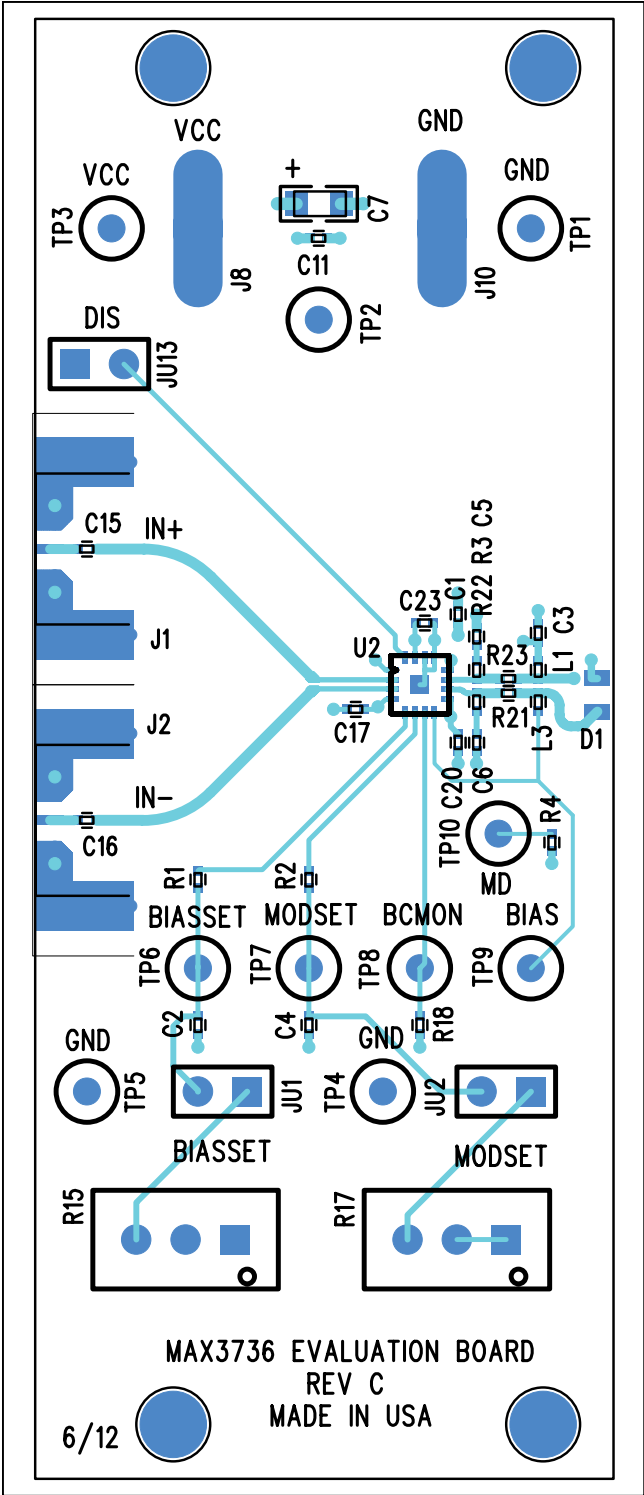 VCC
GND
VCC
+
GND
TP3
C7
TP1
J8
C11
J10
TP2
DIS
JU13
C15
IN+
J1
C23
C1
R22
R3
C5
C3
U2
R23
L1
J2
C17
R21
L3
D1
IN-
C16
C20
C6
TP10
R4
MD
R1
R2
BIASSET
MODSET
BCMON
BIAS
TP6
TP7
TP8
TP9
C2
C4
R18
GND
GND
TP5
JU1
TP4
JU2
BIASSET
MODSET
R15
R17
MAX3736 EVALUATION BOARD
REV C
MADE IN USA
6/12